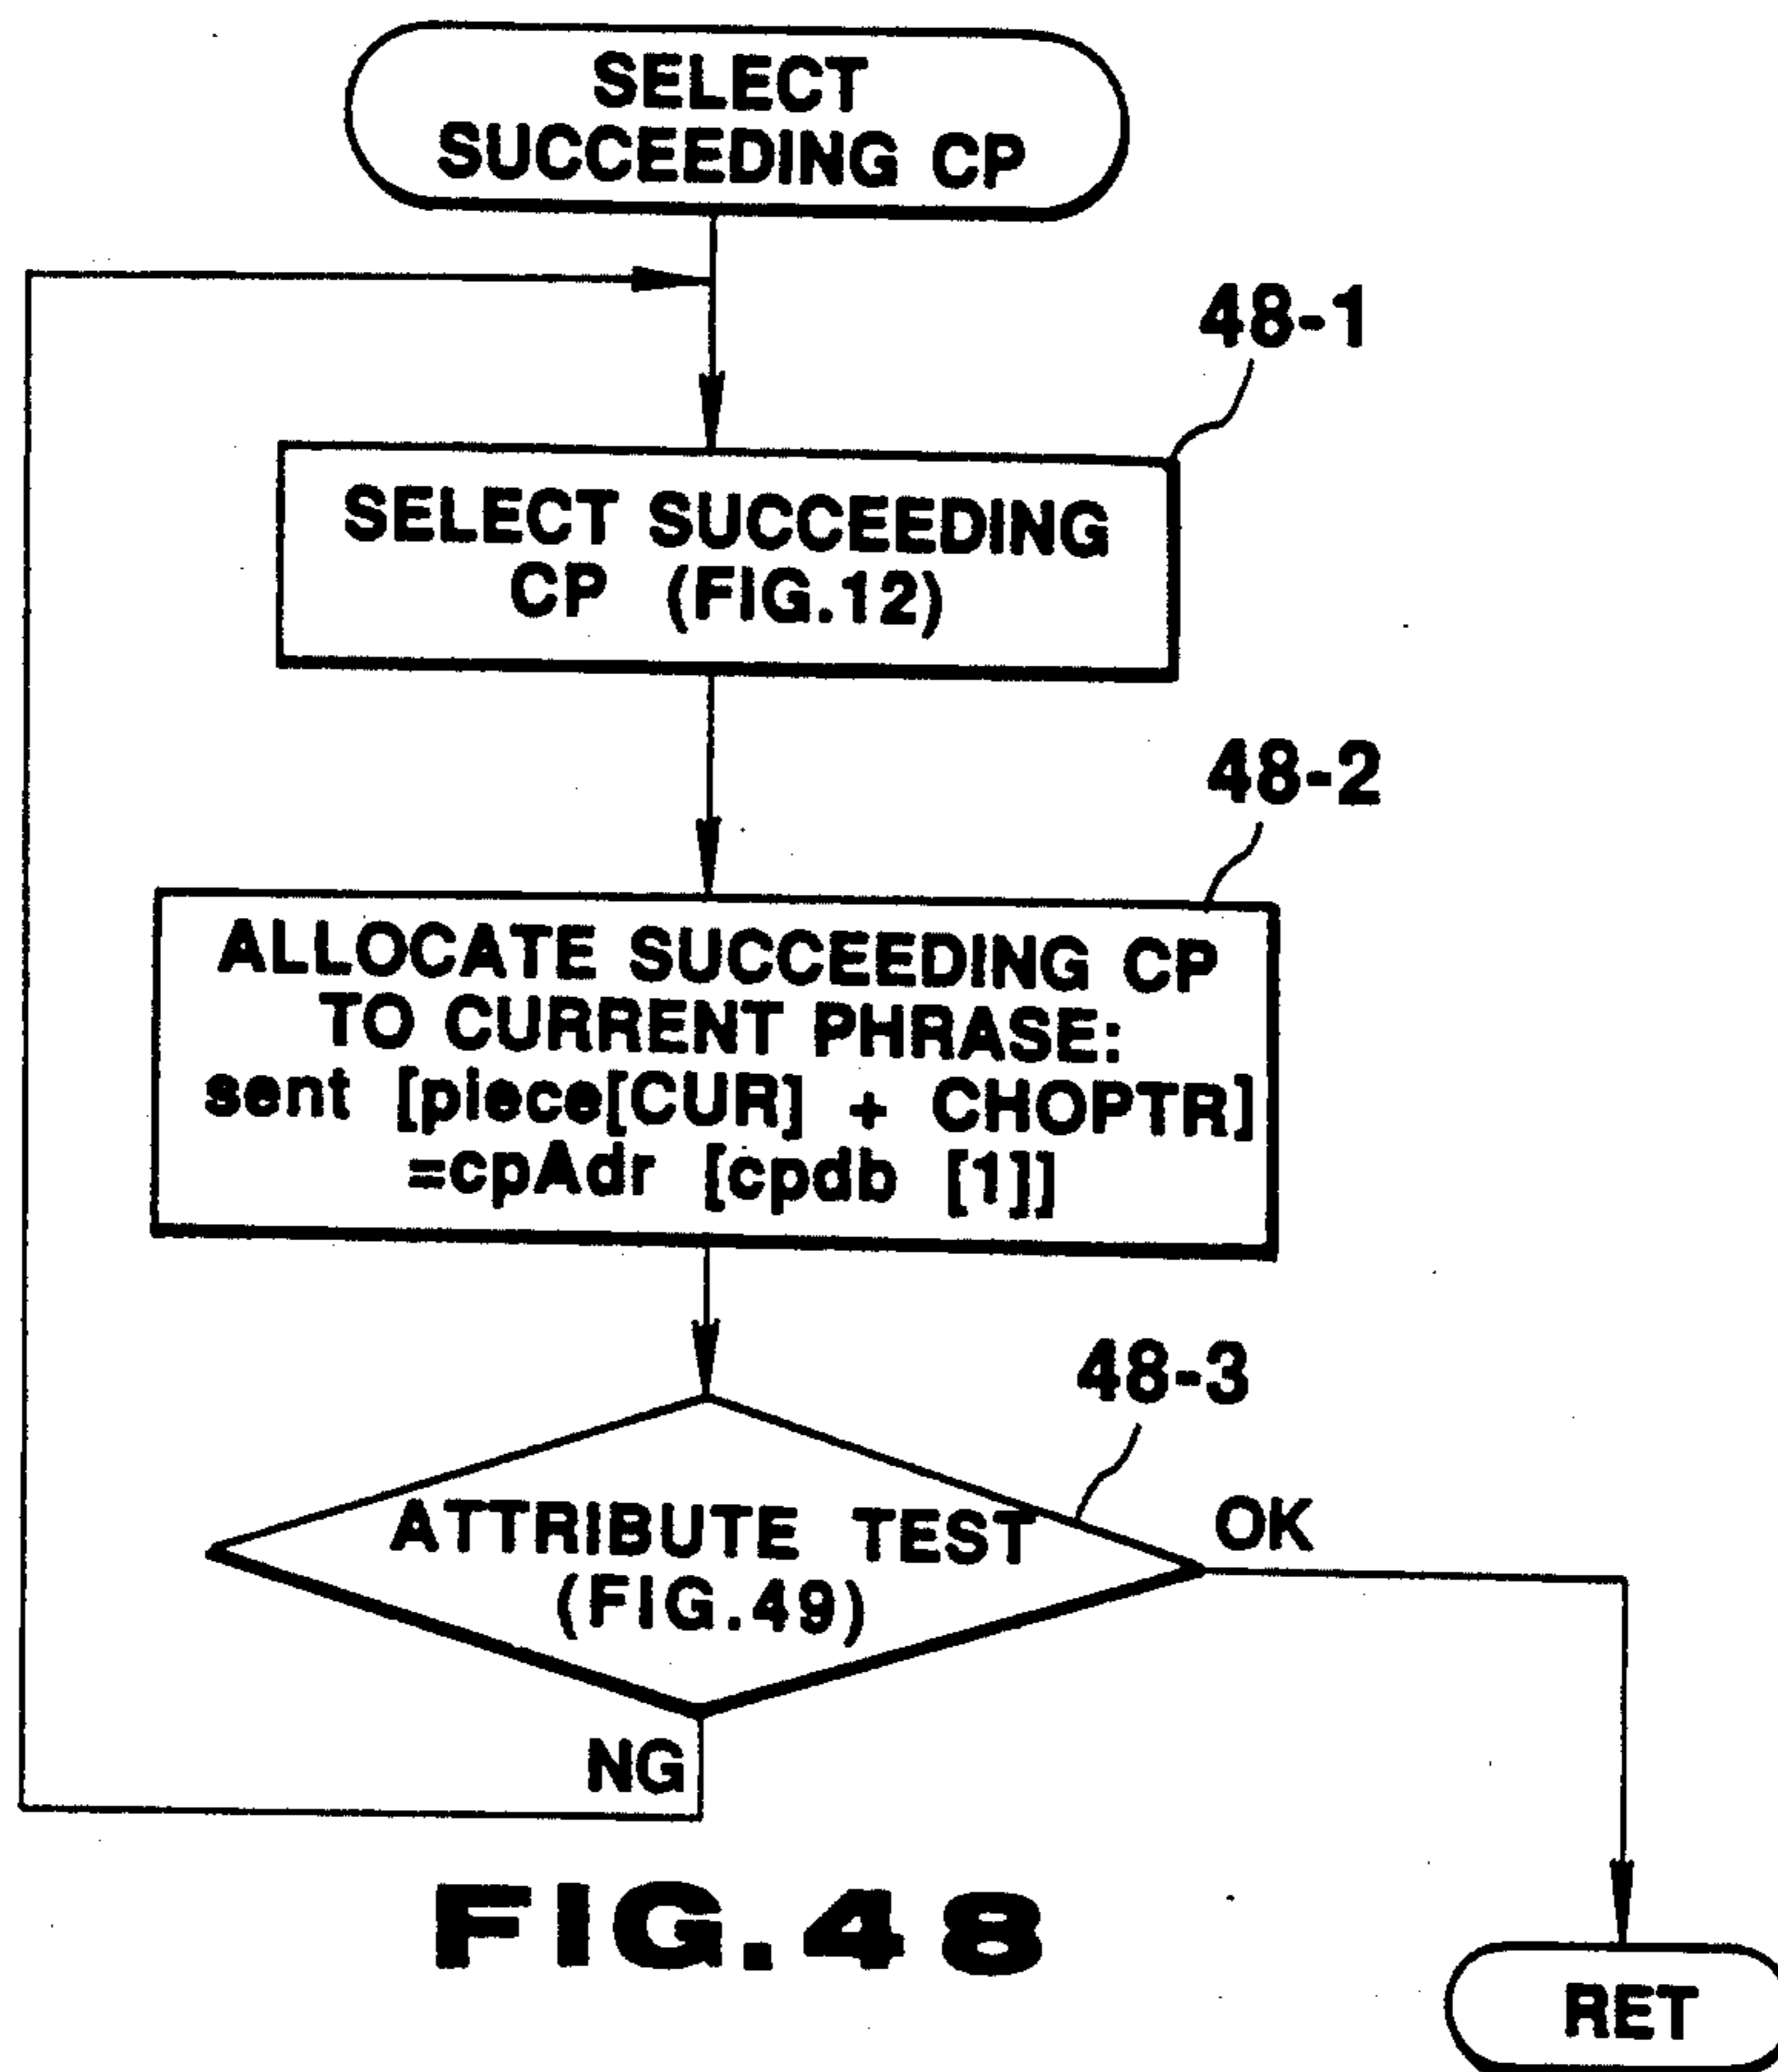 SELECT
SUCCEEDING CP
48-1
SELECT SUCCEEDING
CP (FIG.12)
48-2
ALLOCATE SUCCEEDING CP
TO CURRENT PHRASE:
sent [piece[CUR] + CHOPTR]
=cpAdr [cpdb [1]]
48-3
ATTRIBUTE TEST
(FIG.49)
OK
NG
FIG.48
RET